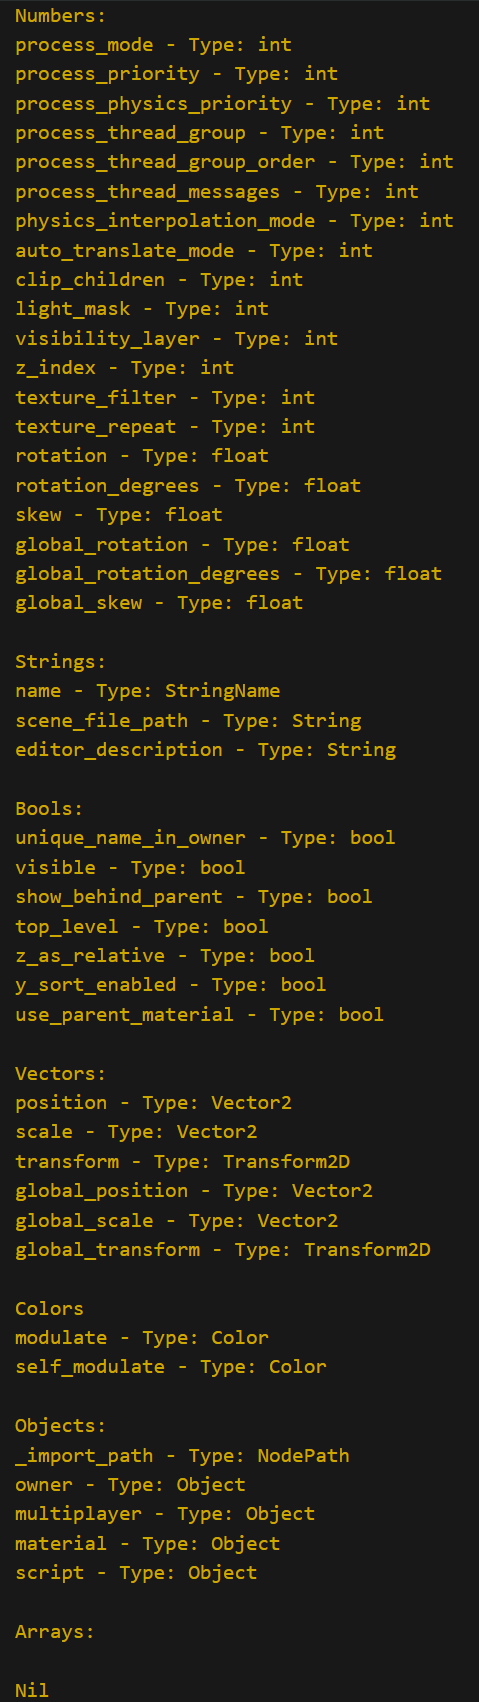 Numbers:
process_mode - Type: int
process_priority - Type: int
process_physics_priority - Type: int
process_thread_group - Type: int
process_thread_group_order - Type: int
process_thread_messages - Type: int
physics_interpolation_mode - Type: int
auto_translate_mode - Type: int
clip_children - Type: int
light_mask - Type: int
visibility_layer - Type: int
z_index - Type: int
texture_filter - Type: int
texture_repeat - Type: int
rotation - Type: float
rotation_degrees - Type: float
skew - Type: float
global_rotation - Type: float
global_rotation_degrees - Type: float
global_skew - Type: float

Strings:
name - Type: StringName
scene_file_path - Type: String
editor_description - Type: String

Bools:
unique_name_in_owner - Type: bool
visible - Type: bool
show_behind_parent - Type: bool
top_level - Type: bool
z_as_relative - Type: bool
y_sort_enabled - Type: bool
use_parent_material - Type: bool

Vectors:
position - Type: Vector2
scale - Type: Vector2
transform - Type: Transform2D
global_position - Type: Vector2
global_scale - Type: Vector2
global_transform - Type: Transform2D

Colors
modulate - Type: Color
self_modulate - Type: Color

Objects:
_import_path - Type: NodePath
owner - Type: Object
multiplayer - Type: Object
material - Type: Object
script - Type: Object

Arrays:

Nil